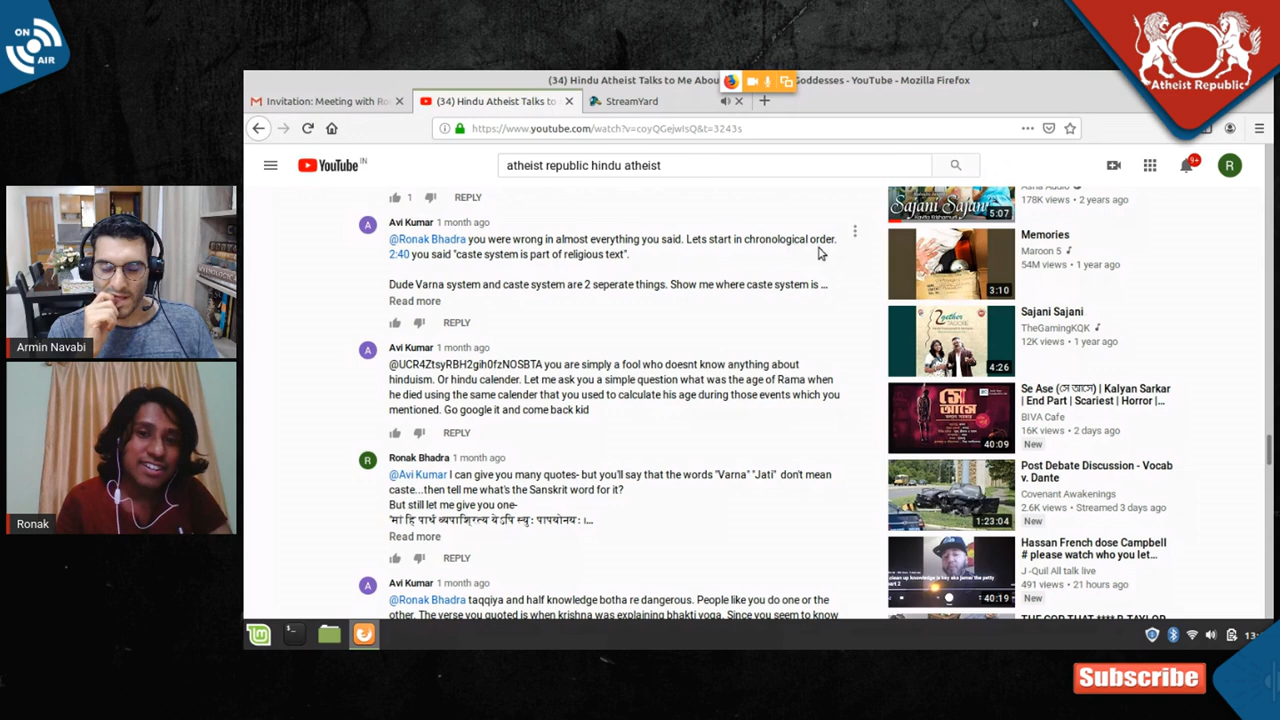 ON
AIR
Atheist Republic
(34) Hindu Atheist Talks to Me Abou
Goddesses - YouTube - Mozilla Firefox
Invitation: Meeting with Ro
(34) Hindu Atheist Talks to
StreamYard
https://www.youtube.com/watch?v=coyQGejwIsQ&t=3243s
YouTube IN
atheist republic hindu atheist
9+
R
1
REPLY
A
Avi Kumar 1 month ago
@Ronak Bhadra you were wrong in almost everything you said. Lets start in chronological order.
2:40 you said "caste system is part of religious text".
Dude Varna system and caste system are 2 seperate things. Show me where caste system is ...
Read more
REPLY
A
Avi Kumar 1 month ago
@UCR4ZtsyRBH2gih0fzNOSBTA you are simply a fool who doesnt know anything about
hinduism. Or hindu calender. Let me ask you a simple question what was the age of Rama when
he died using the same calender that you used to calculate his age during those events which you
mentioned. Go google it and come back kid
REPLY
R
Ronak Bhadra 1 month ago
@Avi Kumar I can give you many quotes- but you'll say that the words "Varna" "Jati" don't mean
caste...then tell me what's the Sanskrit word for it?
But still let me give you one-
"मां हि पार्थ व्यपाश्रित्य येऽपि स्युः पापयोनयः ।...
Read more
REPLY
A
Avi Kumar 1 month ago
@Ronak Bhadra taqqiya and half knowledge botha re dangerous. People like you do one or the
other. The verse you quoted is when krishna was explaining bhakti yoga. Since you seem to know
Sajani Sajani
5:07
178K views • 2 years ago
Memories
Maroon 5
54M views • 1 year ago
3:10
Sajani Sajani
TheGamingKQK
12K views • 1 year ago
4:26
Se Ase (সে আসে) | Kalyan Sarkar
| End Part | Scariest | Horror |...
BIVA Cafe
16K views • 2 days ago
New
সে আসে
40:09
Post Debate Discussion - Vocab
v. Dante
Covenant Awakenings
2.6K views • Streamed 3 days ago
New
1:23:04
Hassan French dose Campbell
# please watch who you let...
J -Quil All talk live
491 views • 21 hours ago
New
40:19
Armin Navabi
Ronak
Subscribe